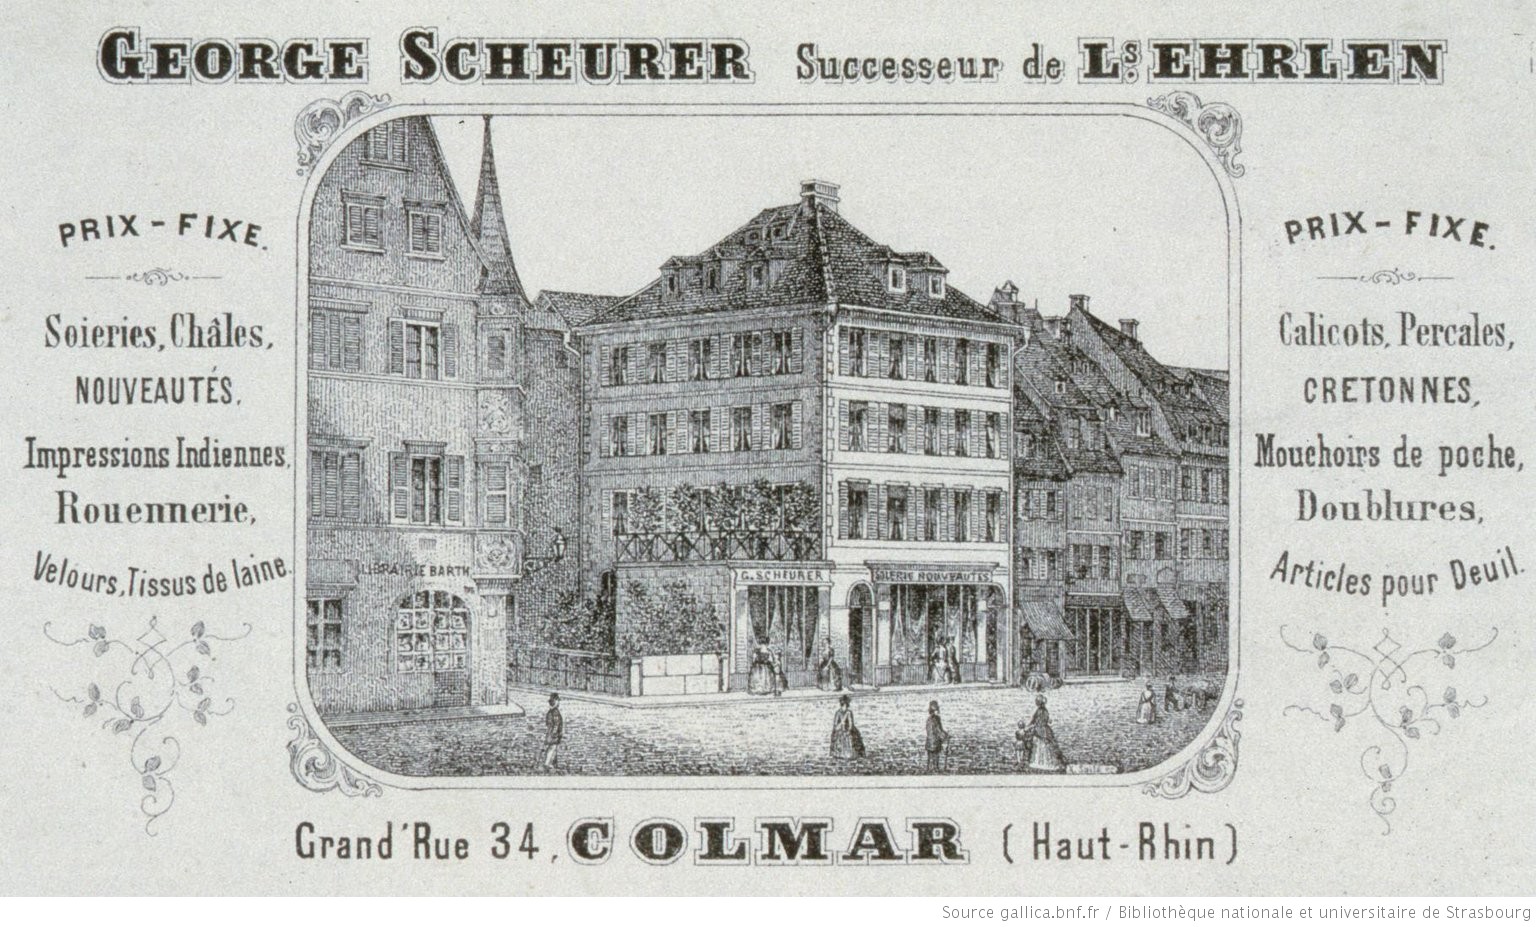 GEORGE SCHEURER Successeur de Ls. EHRLEN
PRIX-FIXE.
Soieries, Châles,
NOUVEAUTÉS,
Impressions Indiennes,
Rouennerie,
Velours, Tissus de laine.
LIBRAIRIE BARTH
G. SCHEURER
SOIERIE NOUVEAUTÉS
PRIX-FIXE.
Calicots, Percales,
CRETONNES,
Mouchoirs de poche,
Doublures,
Articles pour Deuil.
Grand'Rue 34, COLMAR (Haut-Rhin)
Source gallica.bnf.fr / Bibliothèque nationale et universitaire de Strasbourg